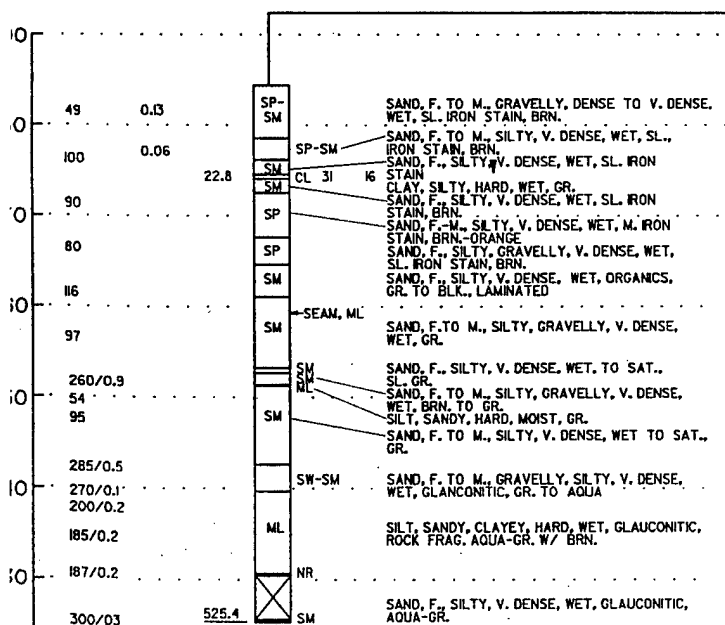 00
SP-
SM
SAND, F. TO M., GRAVELLY, DENSE TO V. DENSE,
WET, SL. IRON STAIN, BRN.
49 0.13
SAND, F. TO M., SILTY, V. DENSE, WET, SL.,
IRON STAIN, BRN.
100 0.06
SP-SM
SM
SAND, F., SILTY, V. DENSE, WET, SL. IRON
STAIN
22.8
CL 31 16
CLAY, SILTY, HARD, WET, GR.
SM
90
SAND, F., SILTY, V. DENSE, WET, SL. IRON
STAIN, BRN.
70
SP
SAND, F.-M., SILTY, V. DENSE, WET, M. IRON
STAIN, BRN.-ORANGE
80
SP
SAND, F., SILTY, GRAVELLY, V. DENSE, WET,
SL. IRON STAIN, BRN.
SM
SAND, F., SILTY, V. DENSE, WET, ORGANICS,
GR. TO BLK., LAMINATED
116
SEAM, ML
97
SM
SAND, F.TO M., SILTY, GRAVELLY, V. DENSE,
WET, GR.
SM
SAND, F., SILTY, V. DENSE, WET. TO SAT..,
SL. GR.
260/0.9
SM
SAND, F. TO M., SILTY, GRAVELLY, V. DENSE,
WET, BRN. TO GR.
54
ML
SILT, SANDY, HARD, MOIST, GR.
95
SM
SAND, F. TO M., SILTY, V. DENSE, WET TO SAT..,
GR.
285/0.5
SW-SM
SAND, F. TO M., GRAVELLY, SILTY, V. DENSE,
WET, GLANCONITIC, GR. TO AQUA
270/0.1
200/0.2
ML
SILT, SANDY, CLAYEY, HARD, WET, GLAUCONITIC,
ROCK FRAG. AQUA-GR. W/ BRN.
185/0.2
187/0.2
NR
300/03
525.4
SM
SAND, F., SILTY, V. DENSE, WET, GLAUCONITIC,
AQUA-GR.